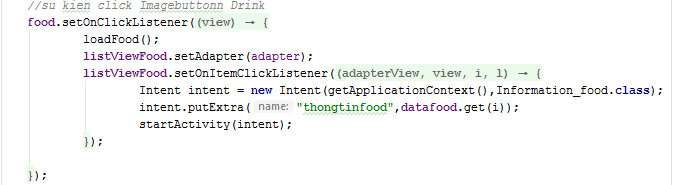 //su kien click Imagebuttonn Drink
food.setOnClickListener((view) → {
loadFood();
listViewFood.setAdapter(adapter);
listViewFood.setOnItemClickListener((adapterView, view, i, l) → {
Intent intent = new Intent(getApplicationContext(),Information_food.class);
intent.putExtra( name: "thongtinfood",datafood.get(i));
startActivity(intent);
});
});